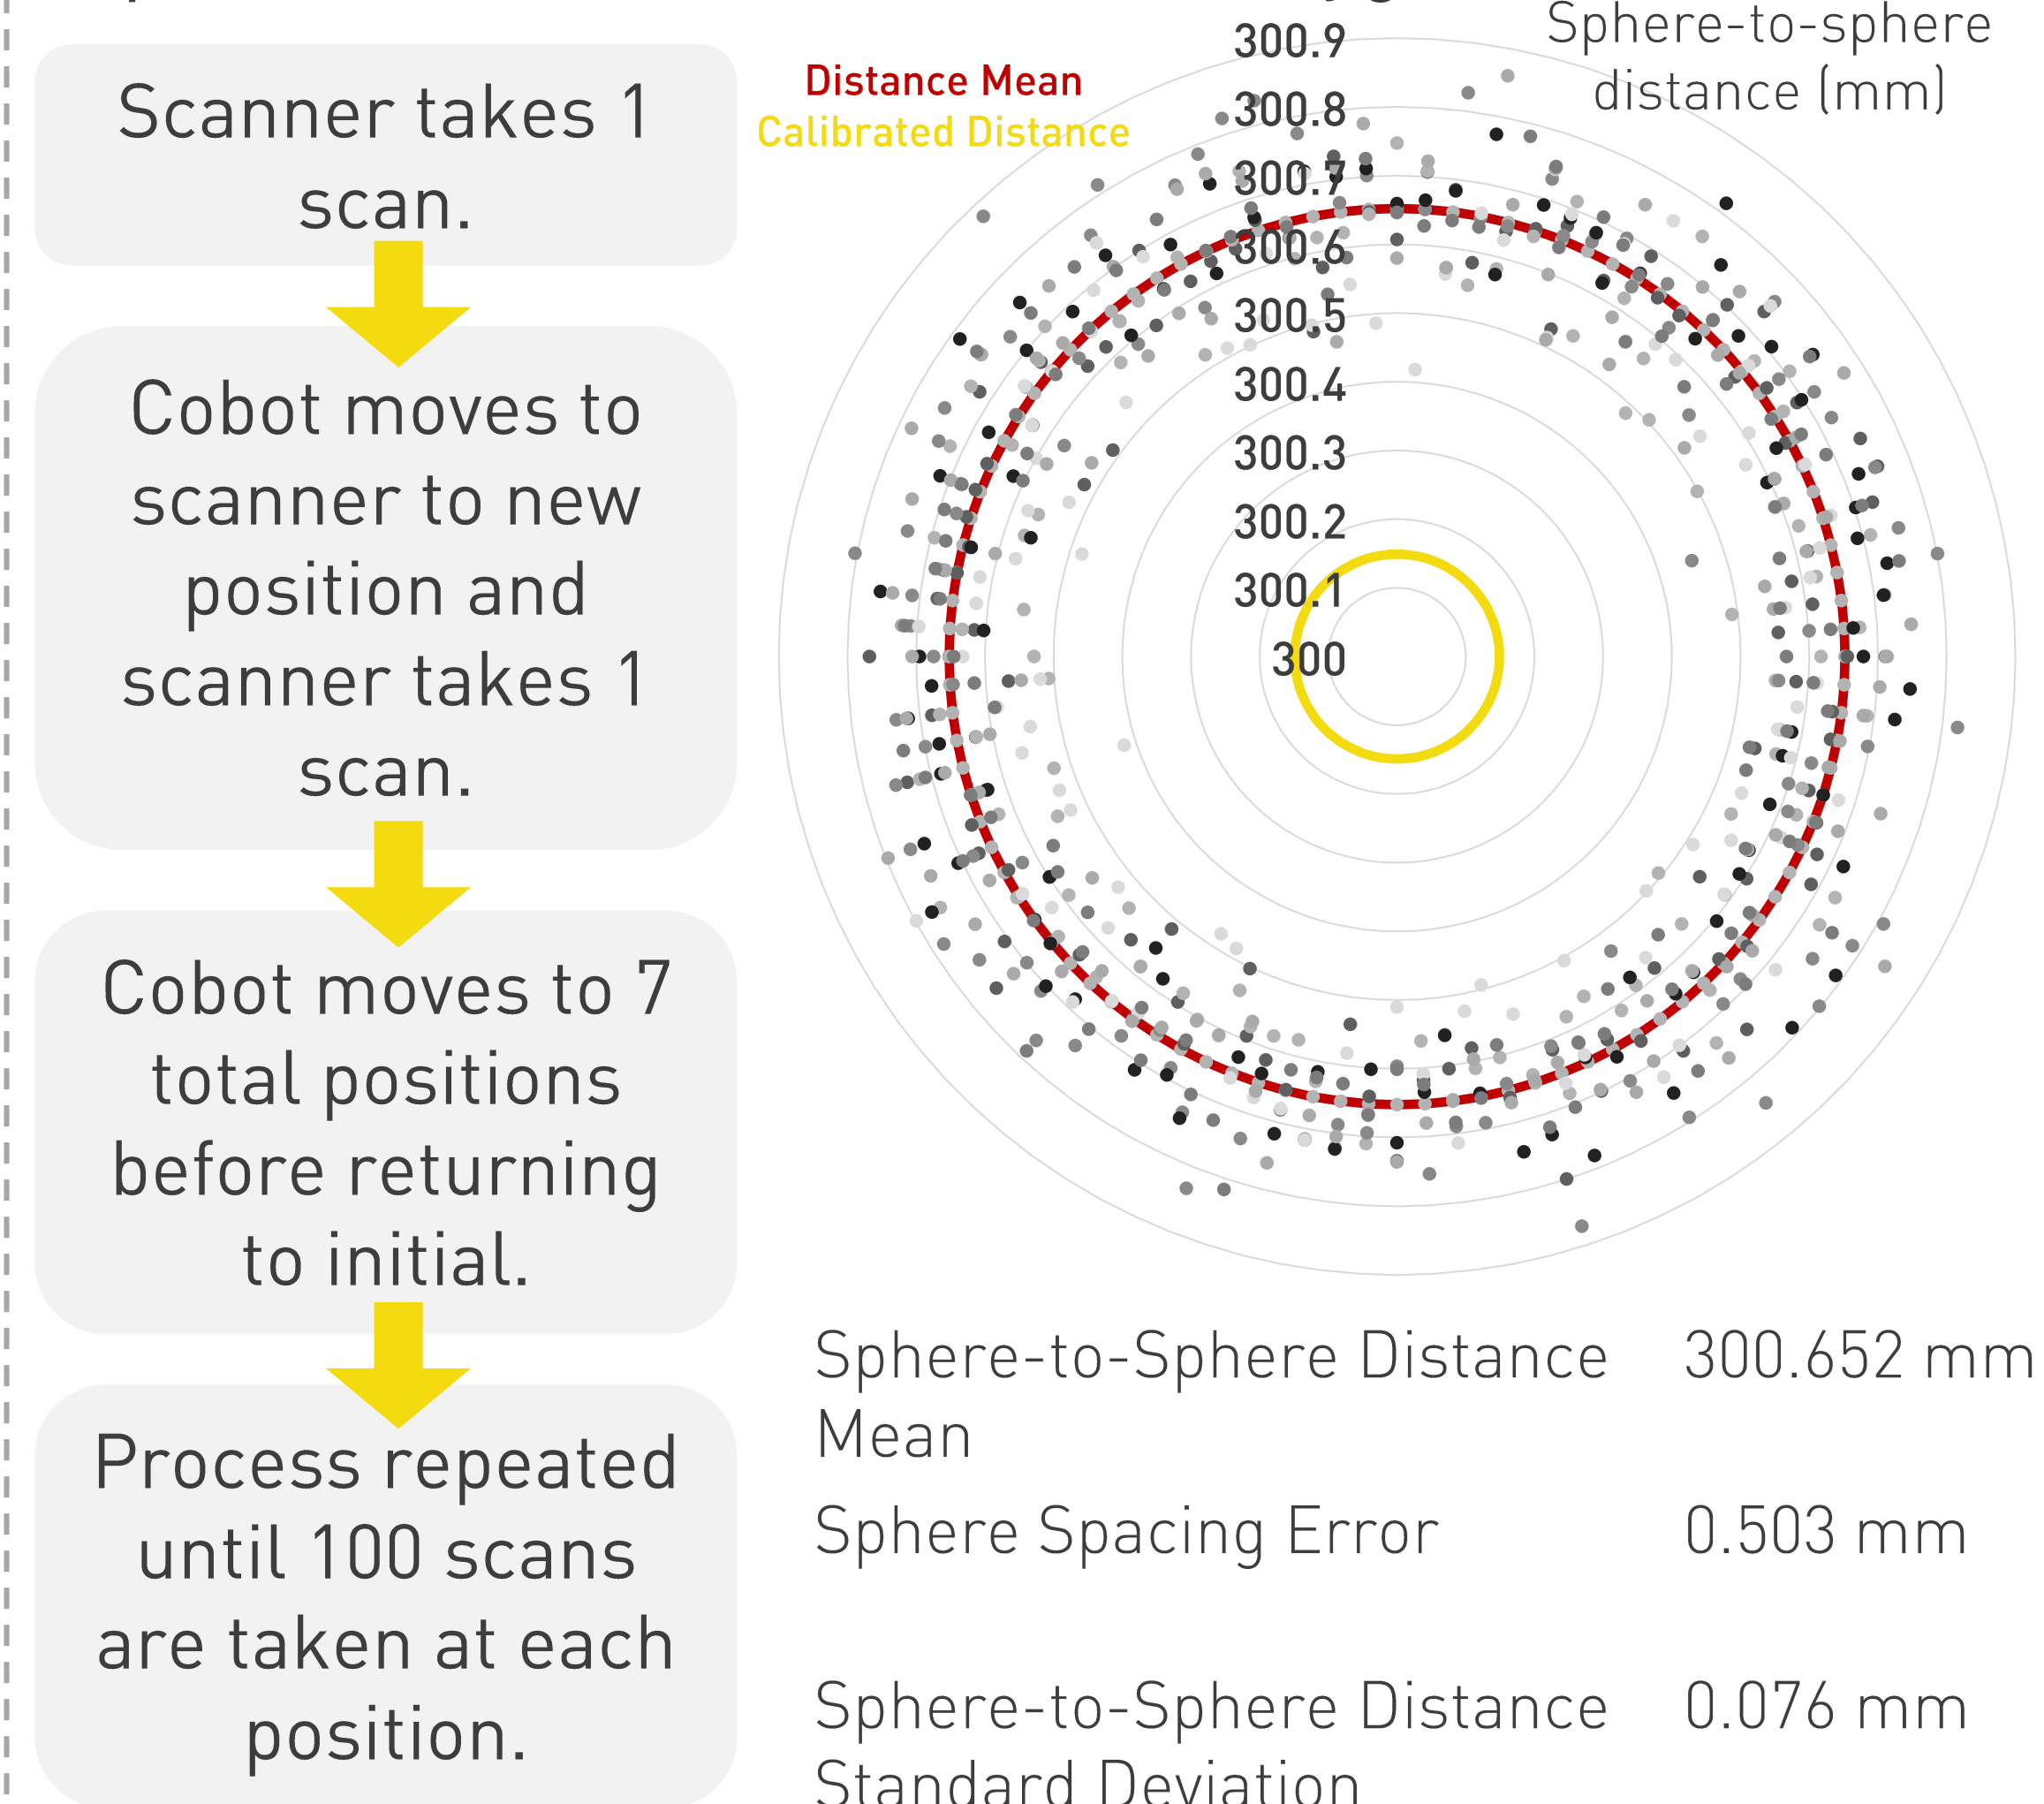 Scanner takes 1
scan.
Cobot moves to
scanner to new
position and
scanner takes 1
scan.
Cobot moves to 7
total positions
before returning
to initial.
Process repeated
until 100 scans
are taken at each
position.
Distance Mean
Calibrated Distance
Sphere-to-sphere
distance (mm)
300.9
300.8
300.7
300.6
300.5
300.4
300.3
300.2
300.1
300
Sphere-to-Sphere Distance 300.652 mm
Mean
Sphere Spacing Error 0.503 mm
Sphere-to-Sphere Distance 0.076 mm
Standard Deviation